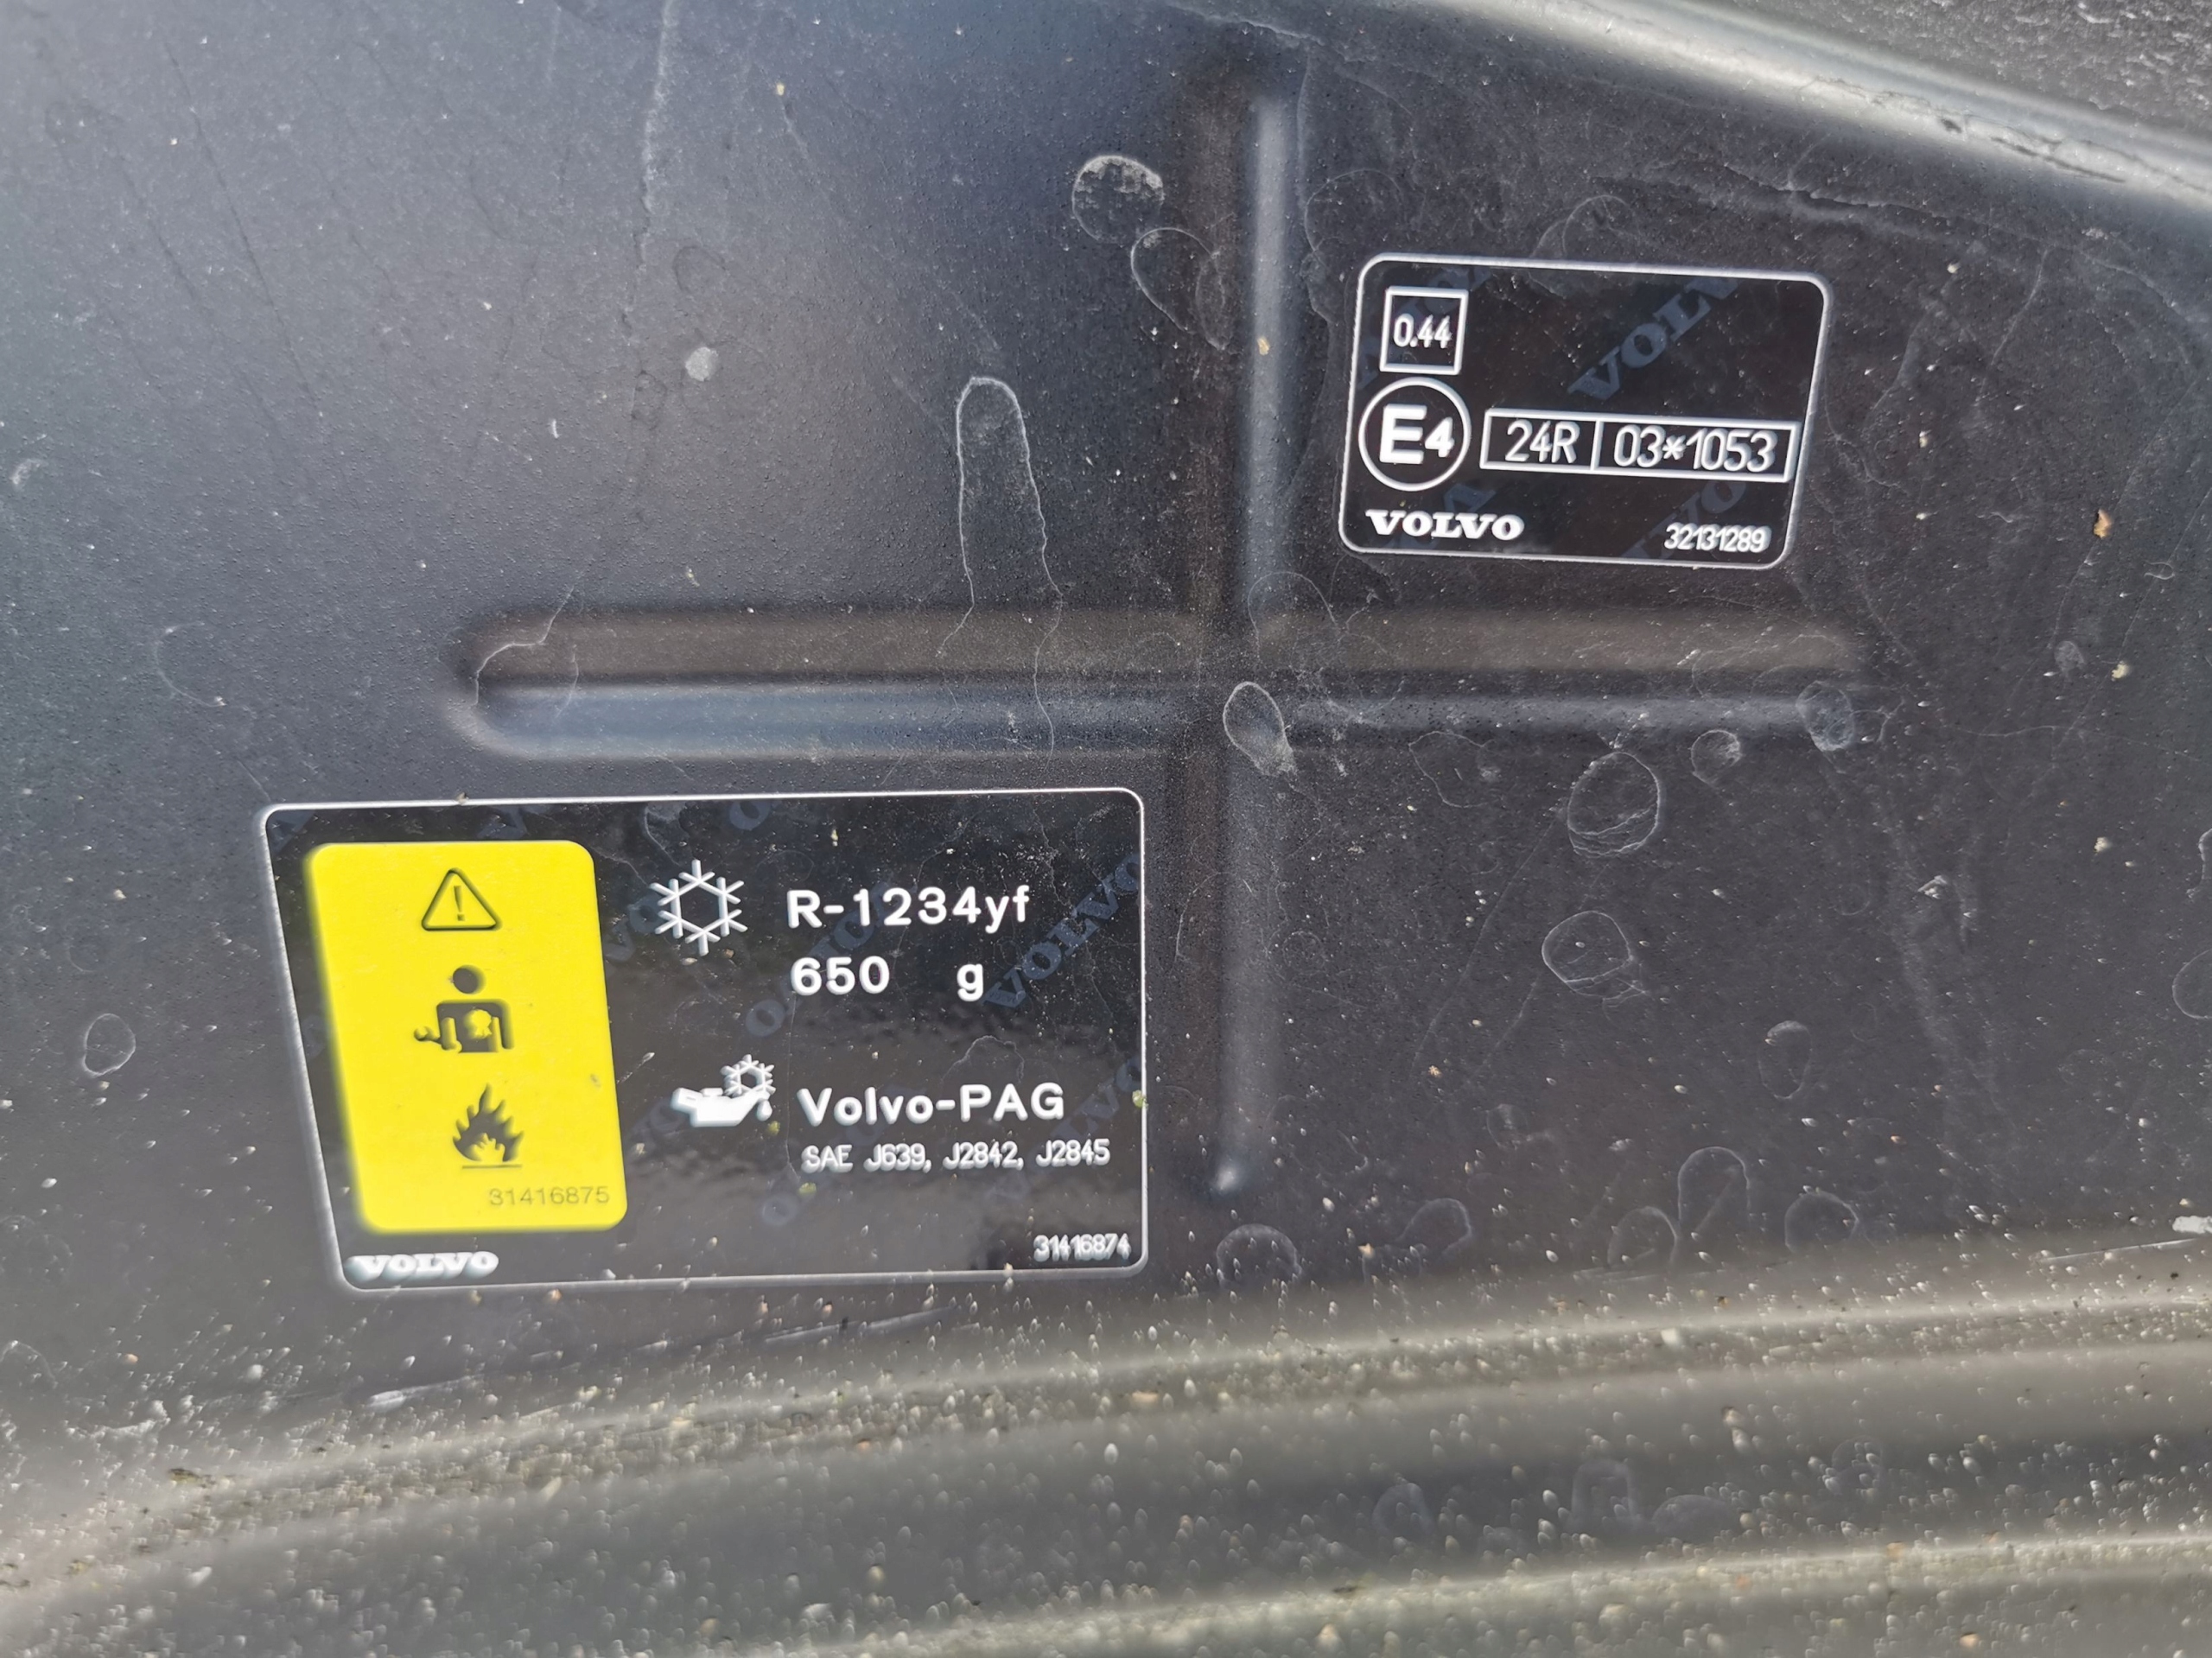 0.44
E4 24R 03*1053
VOLVO 32131289
R-1234yf
650 g
Volvo-PAG
SAE J639, J2842, J2845
31416875
VOLVO 31416874